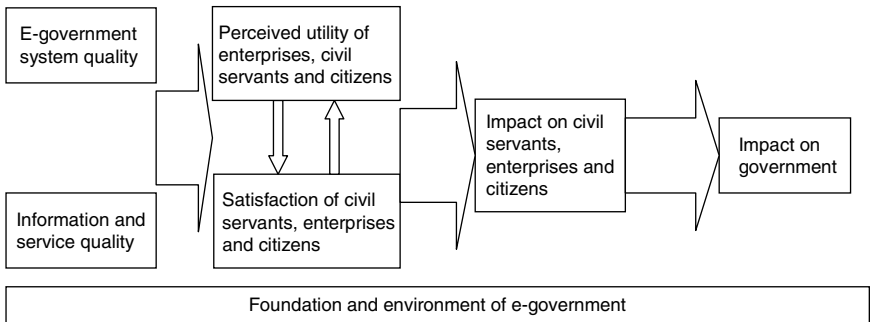 E-government
system quality
Perceived utility of
enterprises, civil
servants and citizens
Information and
service quality
Satisfaction of civil
servants, enterprises
and citizens
Impact on civil
servants,
enterprises and
citizens
Impact on
government
Foundation and environment of e-government